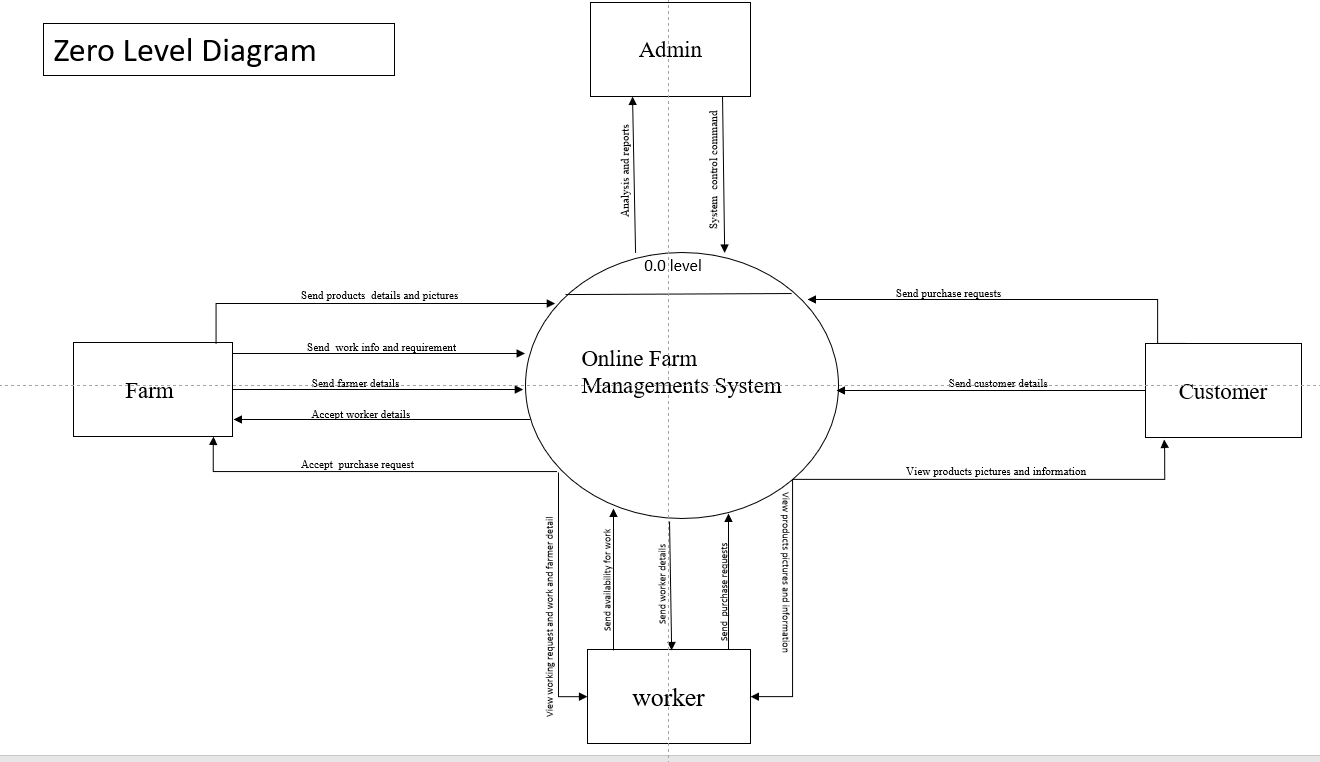 Zero Level Diagram
Admin
Analysis and reports
System control command
0.0 level
Send products details and pictures
Send purchase requests
Send work info and requirement
Online Farm
Managements System
Farm
Send farmer details
Send customer details
Customer
Accept worker details
Accept purchase request
View products pictures and information
View working request and work and farmer detail
Send availability for work
Send worker details
Send purchase requests
View products pictures and information
worker